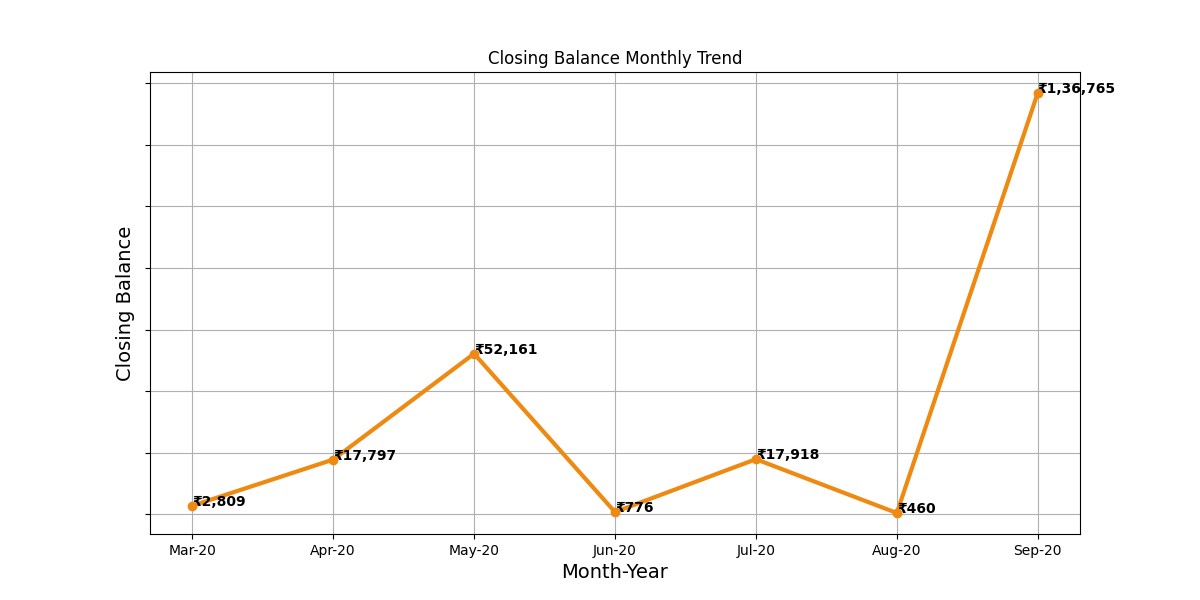 Closing Balance Monthly Trend
Closing Balance
₹2,809
₹17,797
₹52,161
₹776
₹17,918
₹460
₹1,36,765
Mar-20 Apr-20 May-20 Jun-20 Jul-20 Aug-20 Sep-20
Month-Year